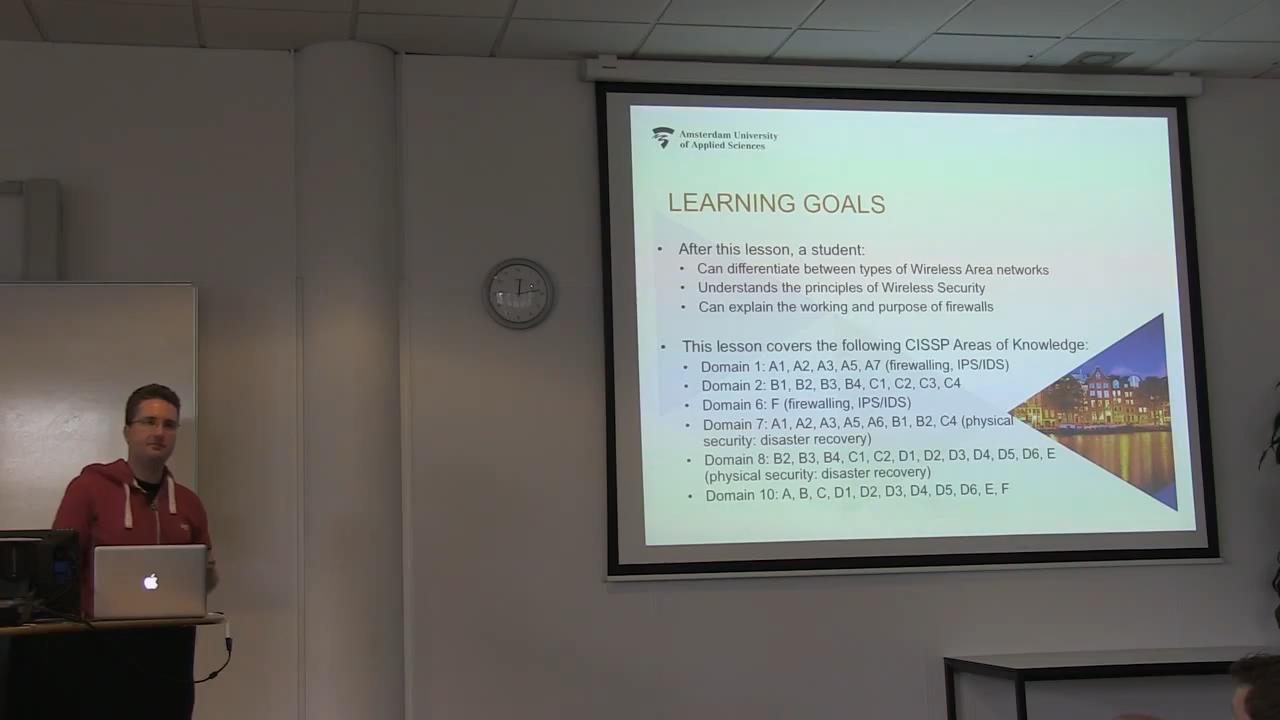 Amsterdam University
of Applied Sciences
LEARNING GOALS
• After this lesson, a student:
• Can differentiate between types of Wireless Area networks
• Understands the principles of Wireless Security
• Can explain the working and purpose of firewalls
• This lesson covers the following CISSP Areas of Knowledge:
• Domain 1: A1, A2, A3, A5, A7 (firewalling, IPS/IDS)
• Domain 2: B1, B2, B3, B4, C1, C2, C3, C4
• Domain 6: F (firewalling, IPS/IDS)
• Domain 7: A1, A2, A3, A5, A6, B1, B2, C4 (physical
security: disaster recovery)
• Domain 8: B2, B3, B4, C1, C2, D1, D2, D3, D4, D5, D6, E
(physical security: disaster recovery)
• Domain 10: A, B, C, D1, D2, D3, D4, D5, D6, E, F